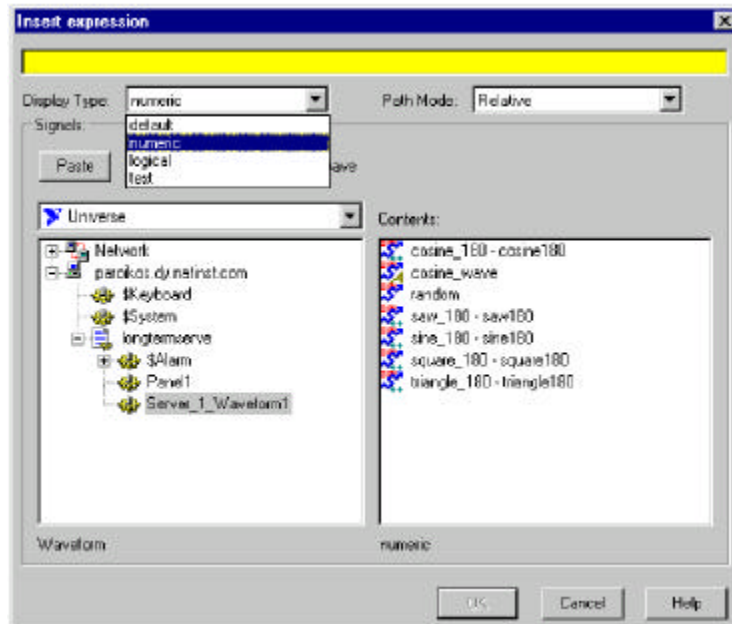 Insert expression
Display Type: numeric Path Mode: Relative
Signals:
default
numeric
logical
text
Paste
Universe
Contents:
Network
$Keyboard
$System
longtermserve
$Alarm
Panel1
Server_1_Waveform1
cosine_180 - cosine180
cosine_wave
random
saw_180 - saw180
sine_180 - sine180
square_180 - square180
triangle_180 - triangle180
Waveform numeric
OK Cancel Help